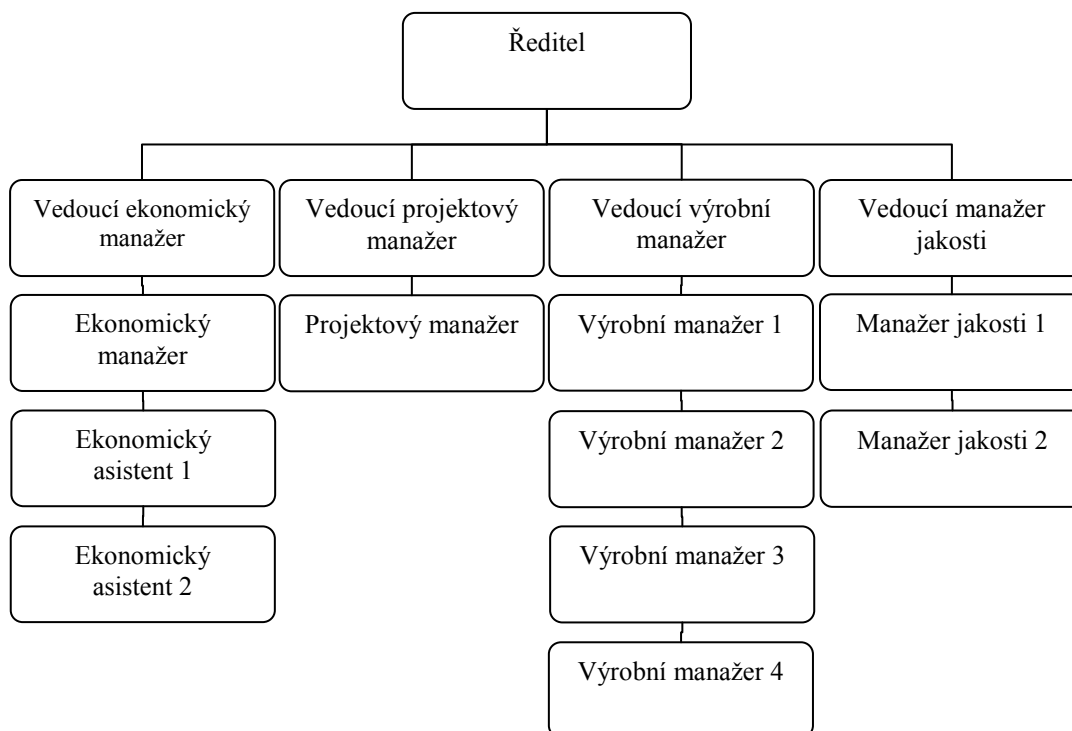 Ředitel
Vedoucí ekonomický
manažer
Vedoucí projektový
manažer
Vedoucí výrobní
manažer
Vedoucí manažer
jakosti
Ekonomický
manažer
Projektový manažer
Výrobní manažer 1
Manažer jakosti 1
Ekonomický
asistent 1
Výrobní manažer 2
Manažer jakosti 2
Ekonomický
asistent 2
Výrobní manažer 3
Výrobní manažer 4